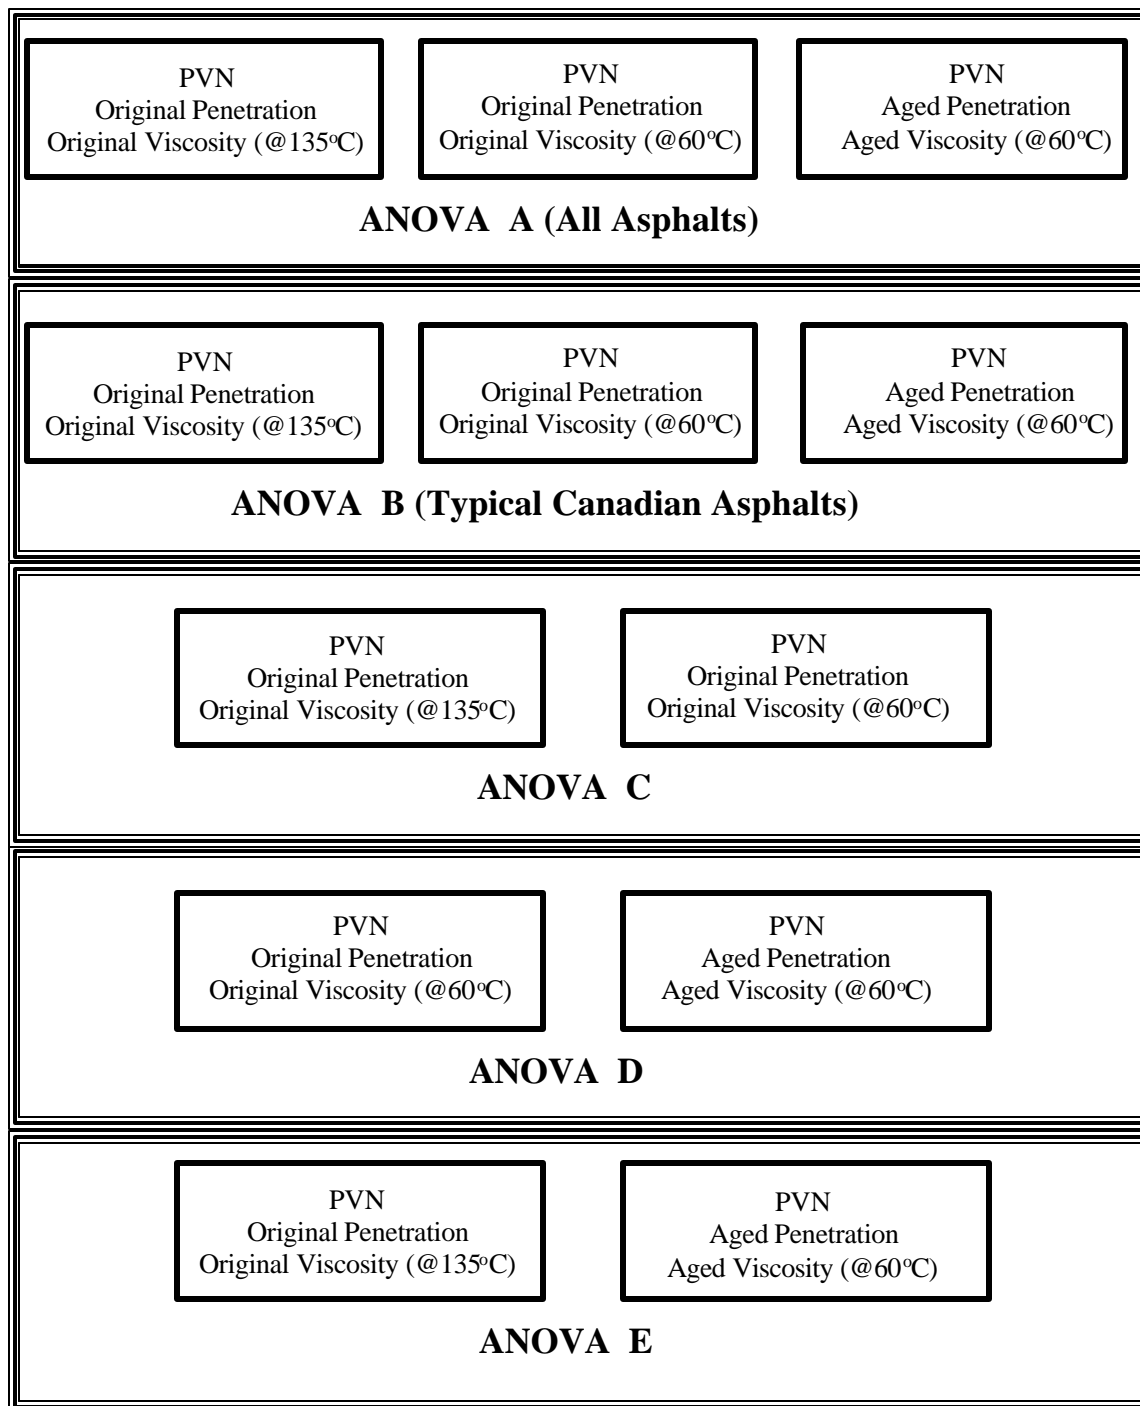 PVN
Original Penetration
Original Viscosity (@135°C)
PVN
Original Penetration
Original Viscosity (@60°C)
PVN
Aged Penetration
Aged Viscosity (@60°C)
ANOVA A (All Asphalts)
PVN
Original Penetration
Original Viscosity (@135°C)
PVN
Original Penetration
Original Viscosity (@60°C)
PVN
Aged Penetration
Aged Viscosity (@60°C)
ANOVA B (Typical Canadian Asphalts)
PVN
Original Penetration
Original Viscosity (@135°C)
PVN
Original Penetration
Original Viscosity (@60°C)
ANOVA C
PVN
Original Penetration
Original Viscosity (@60°C)
PVN
Aged Penetration
Aged Viscosity (@60°C)
ANOVA D
PVN
Original Penetration
Original Viscosity (@135°C)
PVN
Aged Penetration
Aged Viscosity (@60°C)
ANOVA E